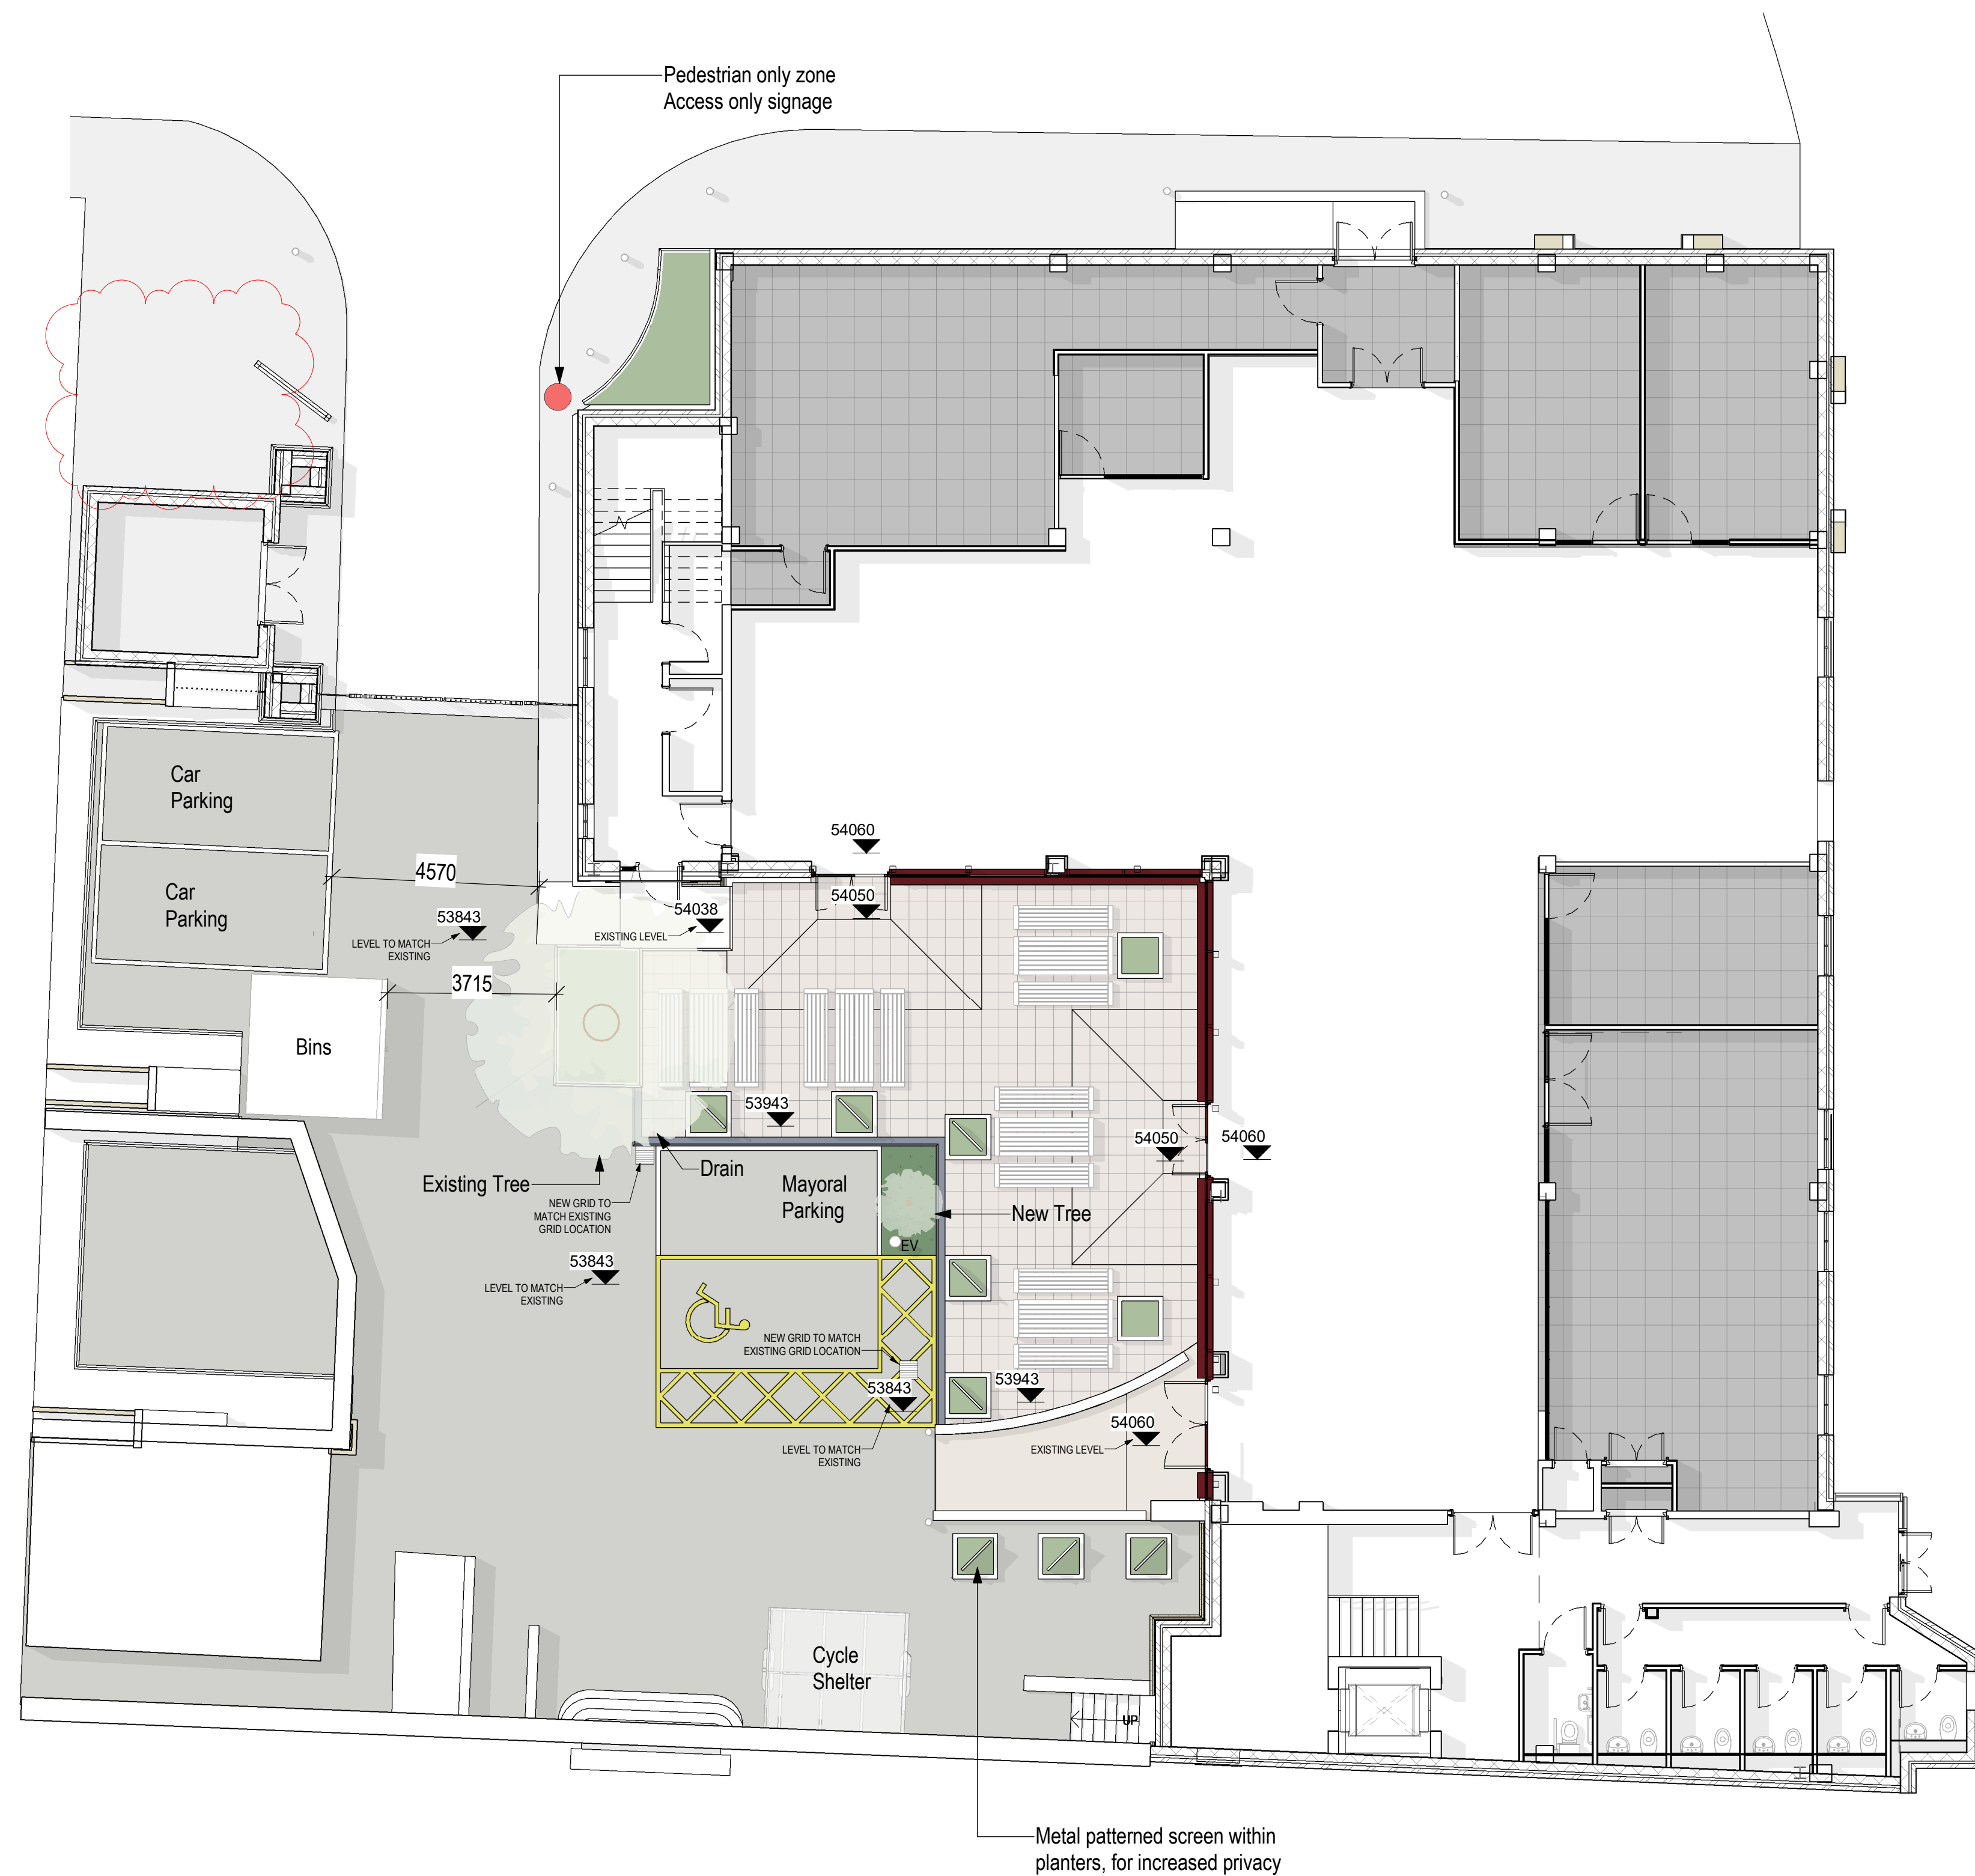 Pedestrian only zone
Access only signage
Car
Parking
Car
Parking
4570
54060
54050
54038
EXISTING LEVEL
53843
LEVEL TO MATCH
EXISTING
3715
Bins
53943
54050
54060
Drain
Existing Tree
Mayoral
Parking
New Tree
NEW GRID TO
MATCH EXISTING
GRID LOCATION
EV
53843
LEVEL TO MATCH
EXISTING
NEW GRID TO MATCH
EXISTING GRID LOCATION
53843
LEVEL TO MATCH
EXISTING
53943
54060
EXISTING LEVEL
Cycle
Shelter
UP
Metal patterned screen within
planters, for increased privacy